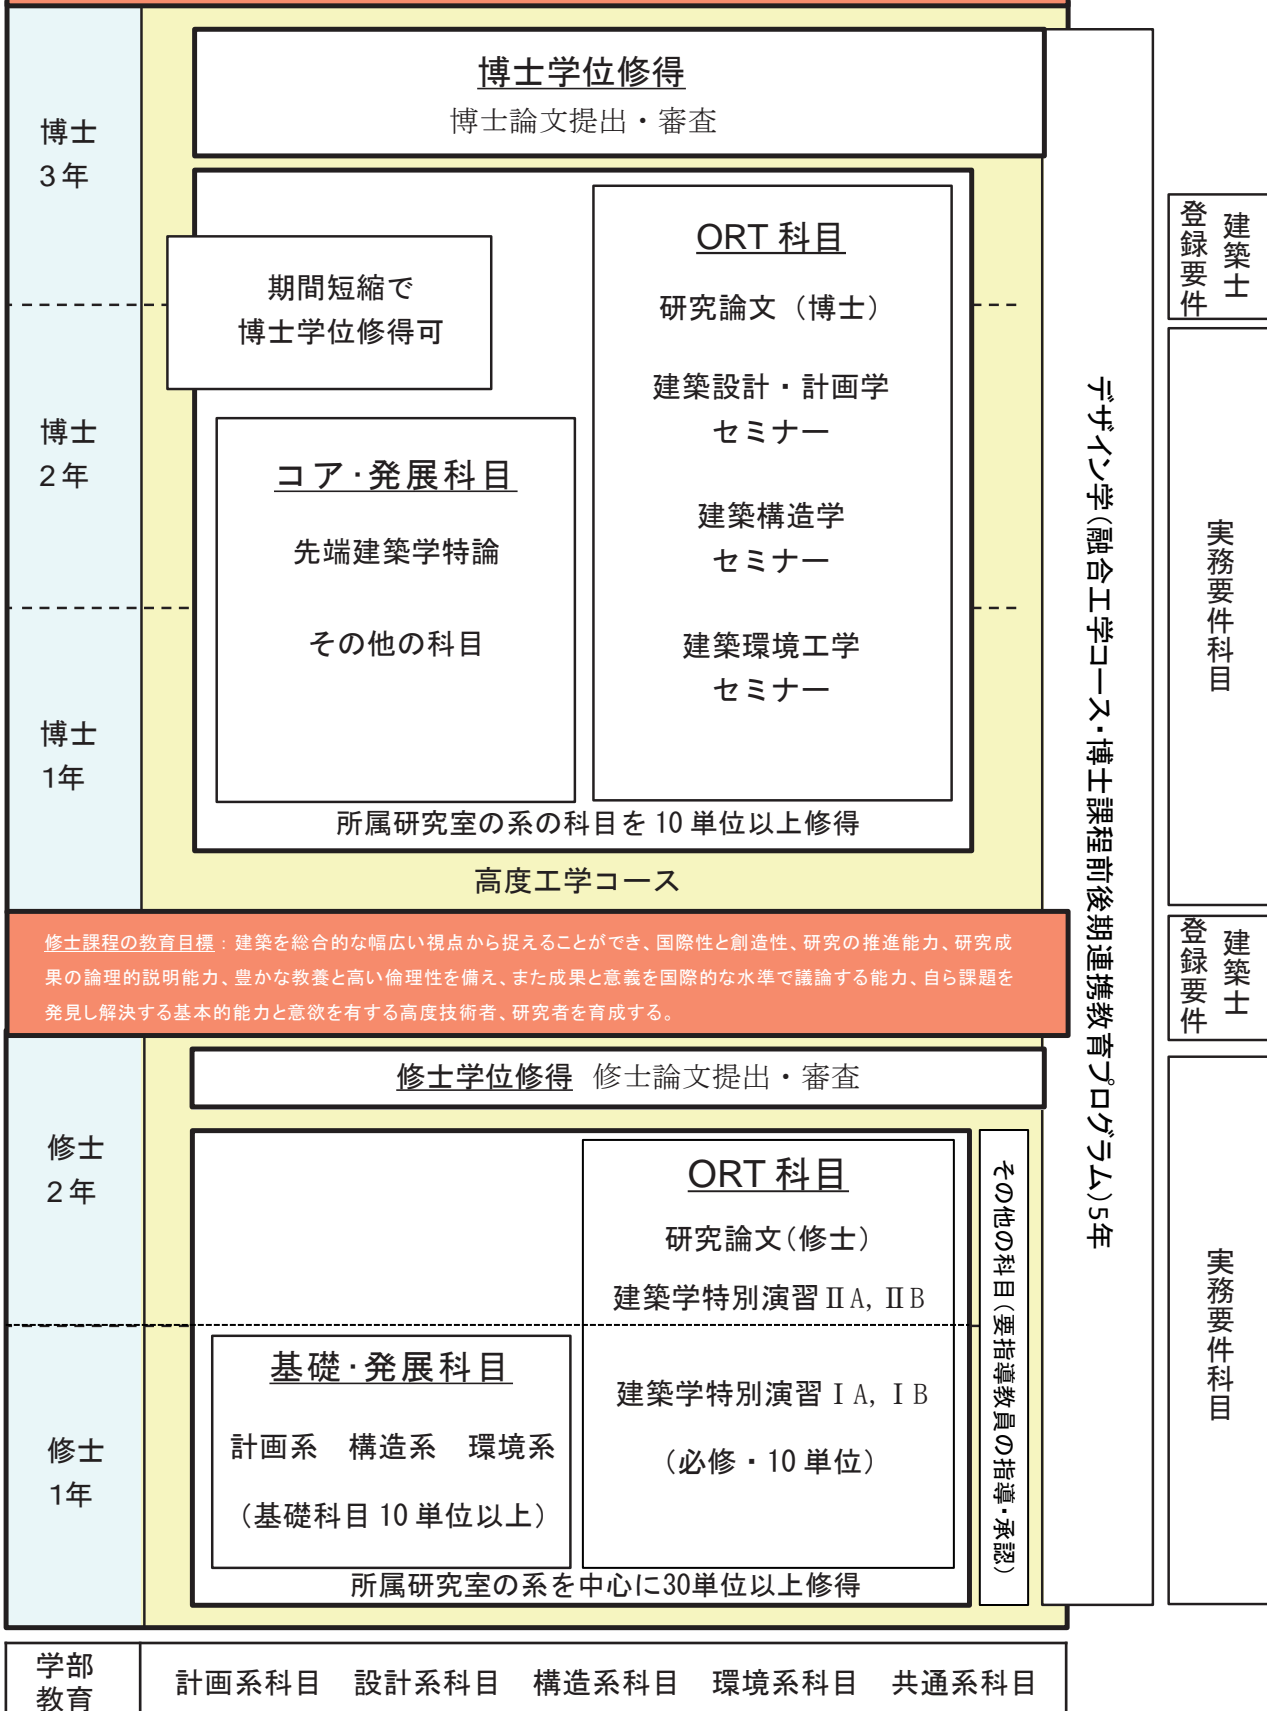 博士学位修得
博士論文提出・審査
博士
3年
ORT 科目
研究論文（博士）
建築設計・計画学
セミナー
建築構造学
セミナー
建築環境工学
セミナー
期間短縮で
博士学位修得可
博士
2年
コア・発展科目
先端建築学特論
その他の科目
博士
1年
所属研究室の系の科目を 10 単位以上修得
高度工学コース
修士課程の教育目標：建築を総合的な幅広い視点から捉えることができ、国際性と創造性、研究の推進能力、研究成
果の論理的説明能力、豊かな教養と高い倫理性を備え、また成果と意義を国際的な水準で議論する能力、自ら課題を
発見し解決する基本的能力と意欲を有する高度技術者、研究者を育成する。
修士学位修得 修士論文提出・審査
修士
2年
ORT 科目
研究論文（修士）
建築学特別演習ⅡA, ⅡB
建築学特別演習ⅠA, ⅠB
（必修・10 単位）
修士
1年
基礎・発展科目
計画系 構造系 環境系
（基礎科目 10 単位以上）
所属研究室の系を中心に30単位以上修得
その他の科目（要指導教員の指導・承認）
デザイン学（融合工学コース・博士課程前後期連携教育プログラム）5年
建築士
登録要件
実務要件科目
建築士
登録要件
実務要件科目
学部
教育
計画系科目 設計系科目 構造系科目 環境系科目 共通系科目